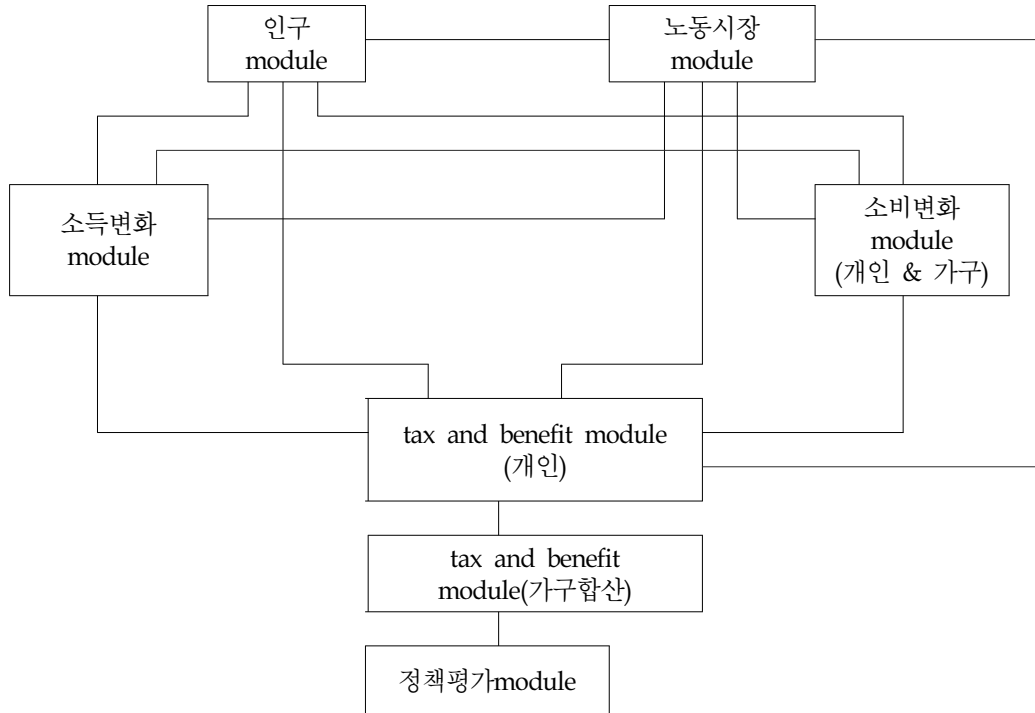 인구
module
노동시장
module
소득변화
module
소비변화
module
(개인 & 가구)
tax and benefit module
(개인)
tax and benefit
module(가구합산)
정책평가module